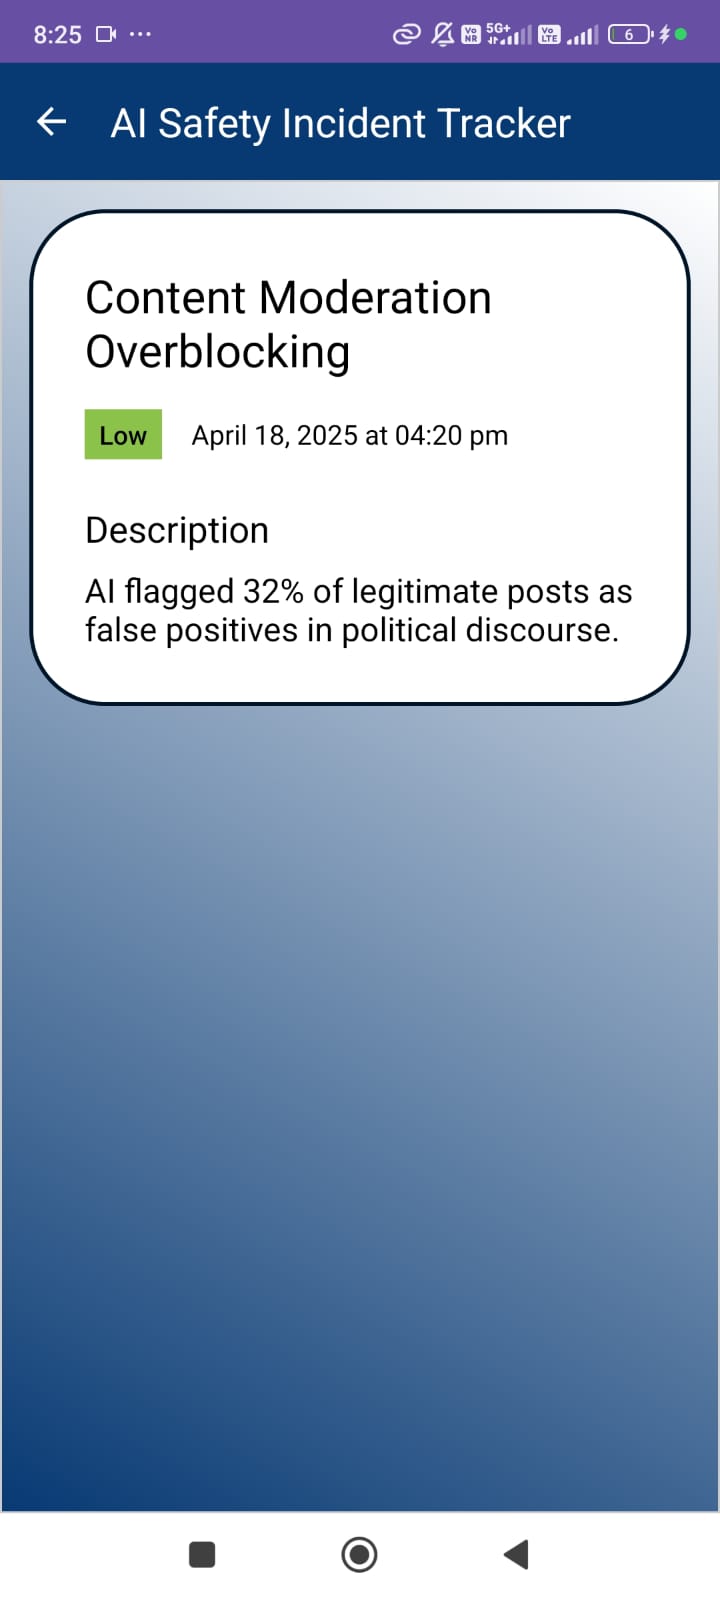 8:25 ... Vo NR 5G+ Vo LTE 6
AI Safety Incident Tracker
Content Moderation
Overblocking
Low April 18, 2025 at 04:20 pm
Description
AI flagged 32% of legitimate posts as
false positives in political discourse.